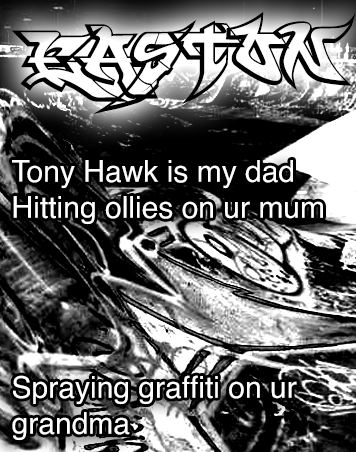 EASTON
Tony Hawk is my dad
Hitting ollies on ur mum
Spraying graffiti on ur
grandma